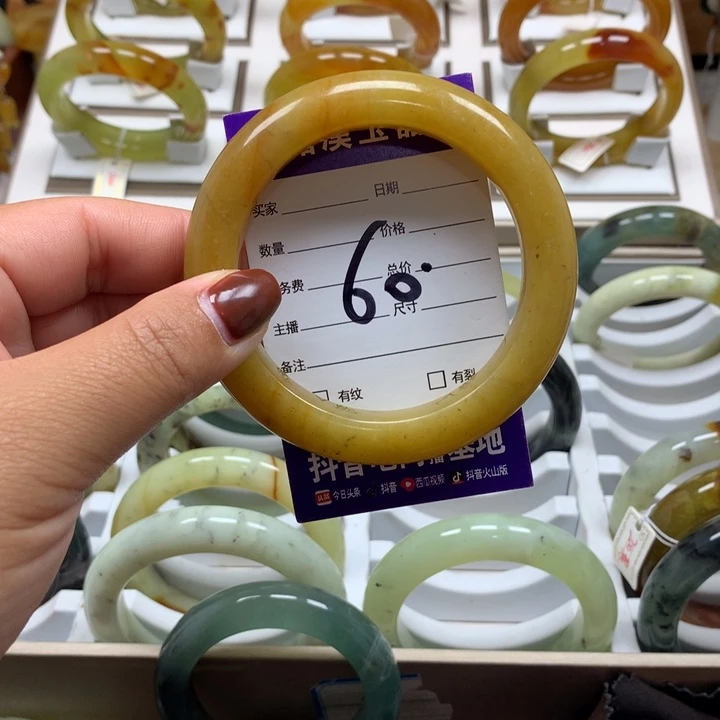 买家 日期
数量 价格
务费 总价
60.
主播 尺寸
备注
有纹 有裂
基地
今日头条 抖音 西瓜视频 抖音火山版